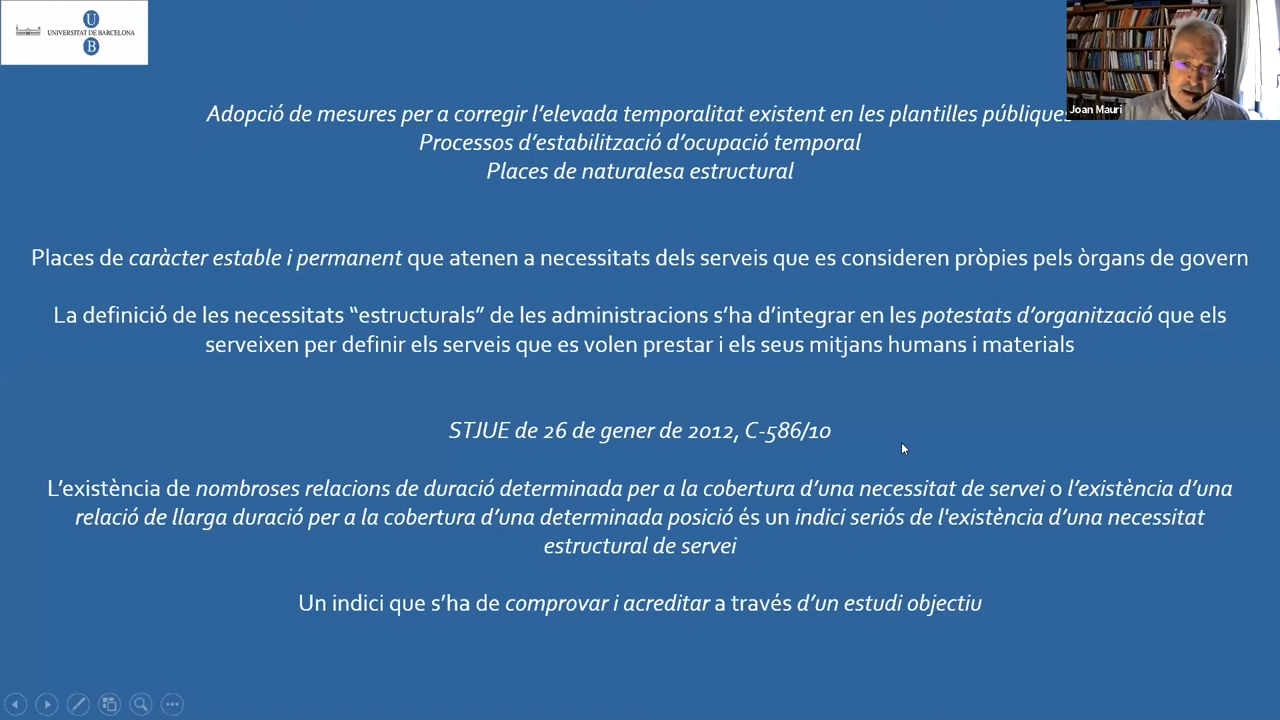 U
UNIVERSITAT DE BARCELONA
B
Joan Mauri
Adopció de mesures per a corregir l’elevada temporalitat existent en les plantilles públiques
Processos d’estabilització d’ocupació temporal
Places de naturalesa estructural
Places de caràcter estable i permanent que atenen a necessitats dels serveis que es consideren pròpies pels òrgans de govern
La definició de les necessitats “estructurals” de les administracions s’ha d’integrar en les potestats d’organització que els
serveixen per definir els serveis que es volen prestar i els seus mitjans humans i materials
STJUE de 26 de gener de 2012, C-586/10
L’existència de nombroses relacions de duració determinada per a la cobertura d’una necessitat de servei o l’existència d’una
relació de llarga duració per a la cobertura d’una determinada posició és un indici seriós de l'existència d’una necessitat
estructural de servei
Un indici que s’ha de comprovar i acreditar a través d’un estudi objectiu